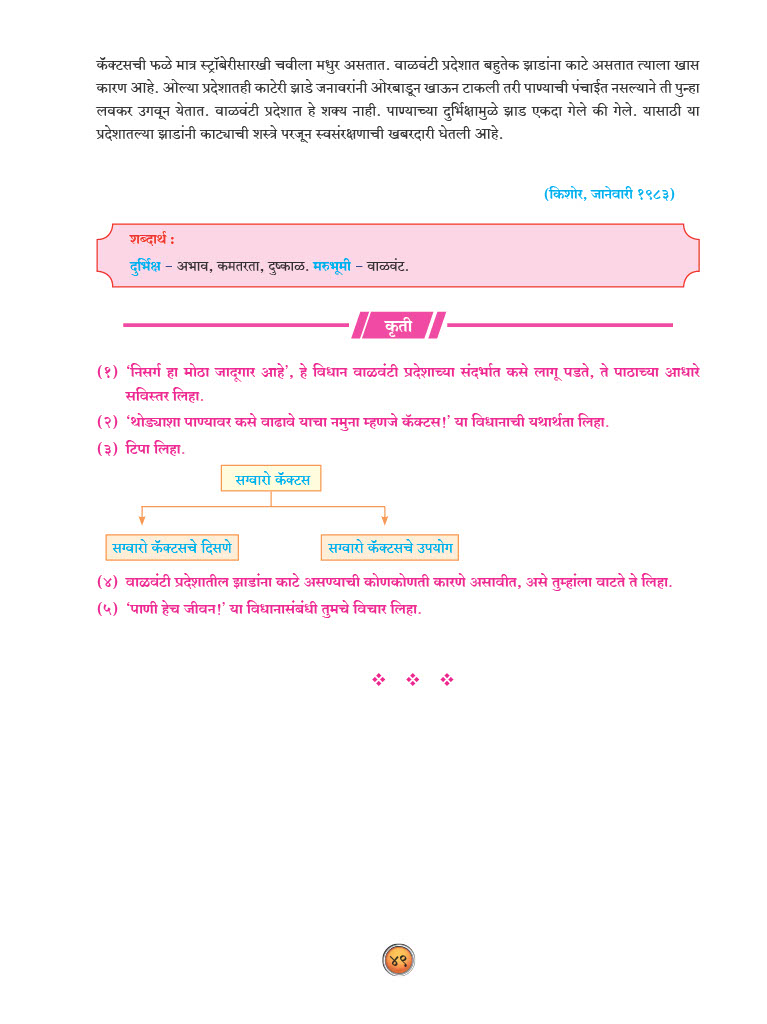 कॅक्टसची फळे मात्र स्ट्रॉबेरीसारखी चवीला मधुर असतात. वाळवंटी प्रदेशात बहुतेक झाडांना काटे असतात त्याला खास
कारण आहे. ओल्या प्रदेशातही काटेरी झाडे जनावरांनी ओरबाडून खाऊन टाकली तरी पाण्याची पंचाईत नसल्याने ती पुन्हा
लवकर उगवून येतात. वाळवंटी प्रदेशात हे शक्य नाही. पाण्याच्या दुर्भिक्षामुळे झाड एकदा गेले की गेले. यासाठी या
प्रदेशातल्या झाडांनी काट्याची शस्त्रे परजून स्वसंरक्षणाची खबरदारी घेतली आहे.
(किशोर, जानेवारी १९८३)
शब्दार्थ :
दुर्भिक्ष – अभाव, कमतरता, दुष्काळ. मरुभूमी – वाळवंट.
कृती
(१) ‘निसर्ग हा मोठा जादूगार आहे’, हे विधान वाळवंटी प्रदेशाच्या संदर्भात कसे लागू पडते, ते पाठाच्या आधारे
सविस्तर लिहा.
(२) ‘थोड्याशा पाण्यावर कसे वाढावे याचा नमुना म्हणजे कॅक्टस!’ या विधानाची यथार्थता लिहा.
(३) टिपा लिहा.
सग्वारो कॅक्टस
सग्वारो कॅक्टसचे दिसणे सग्वारो कॅक्टसचे उपयोग
(४) वाळवंटी प्रदेशातील झाडांना काटे असण्याची कोणकोणती कारणे असावीत, असे तुम्हांला वाटते ते लिहा.
(५) ‘पाणी हेच जीवन!’ या विधानासंबंधी तुमचे विचार लिहा.
४९